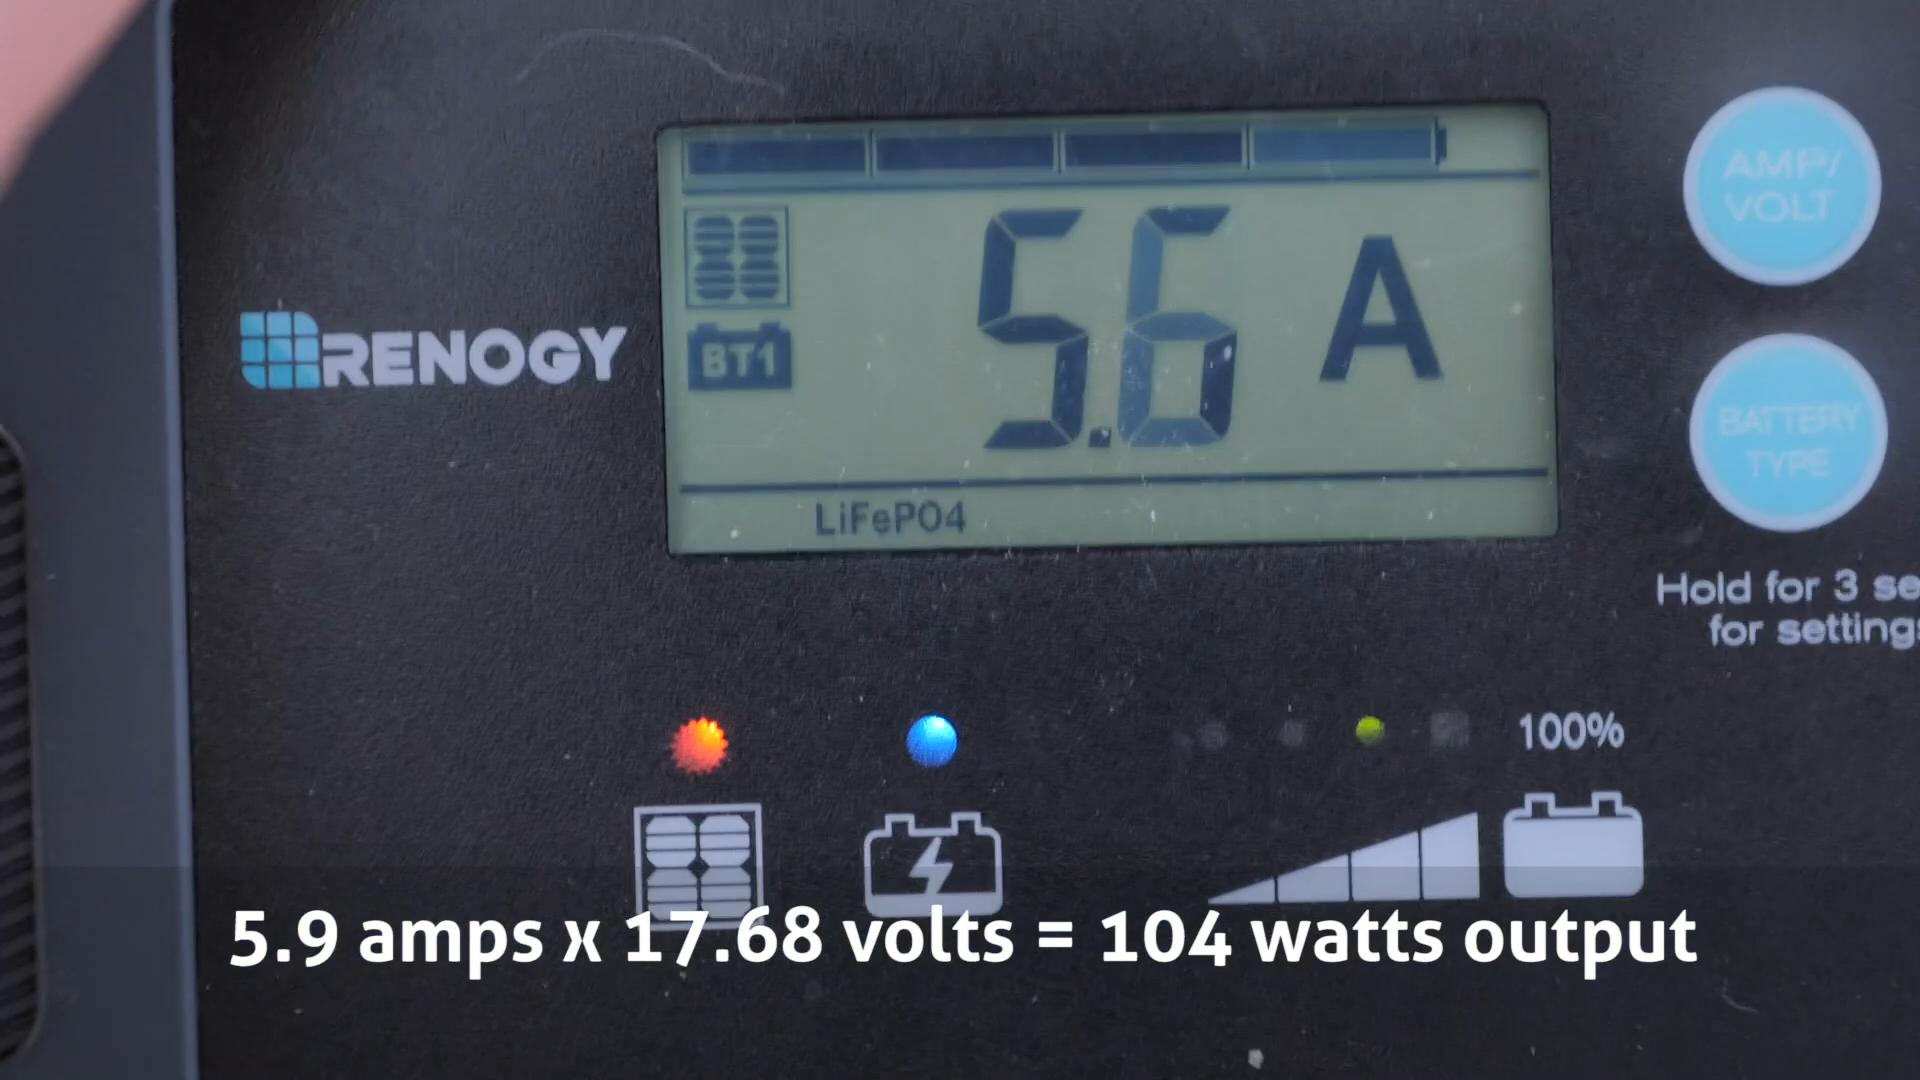 AMP/
VOLT
5.6 A
RENOGY
BT1
BATTERY
TYPE
LiFePO4
Hold for 3 se
for setting
100%
5.9 amps x 17.68 volts = 104 watts output